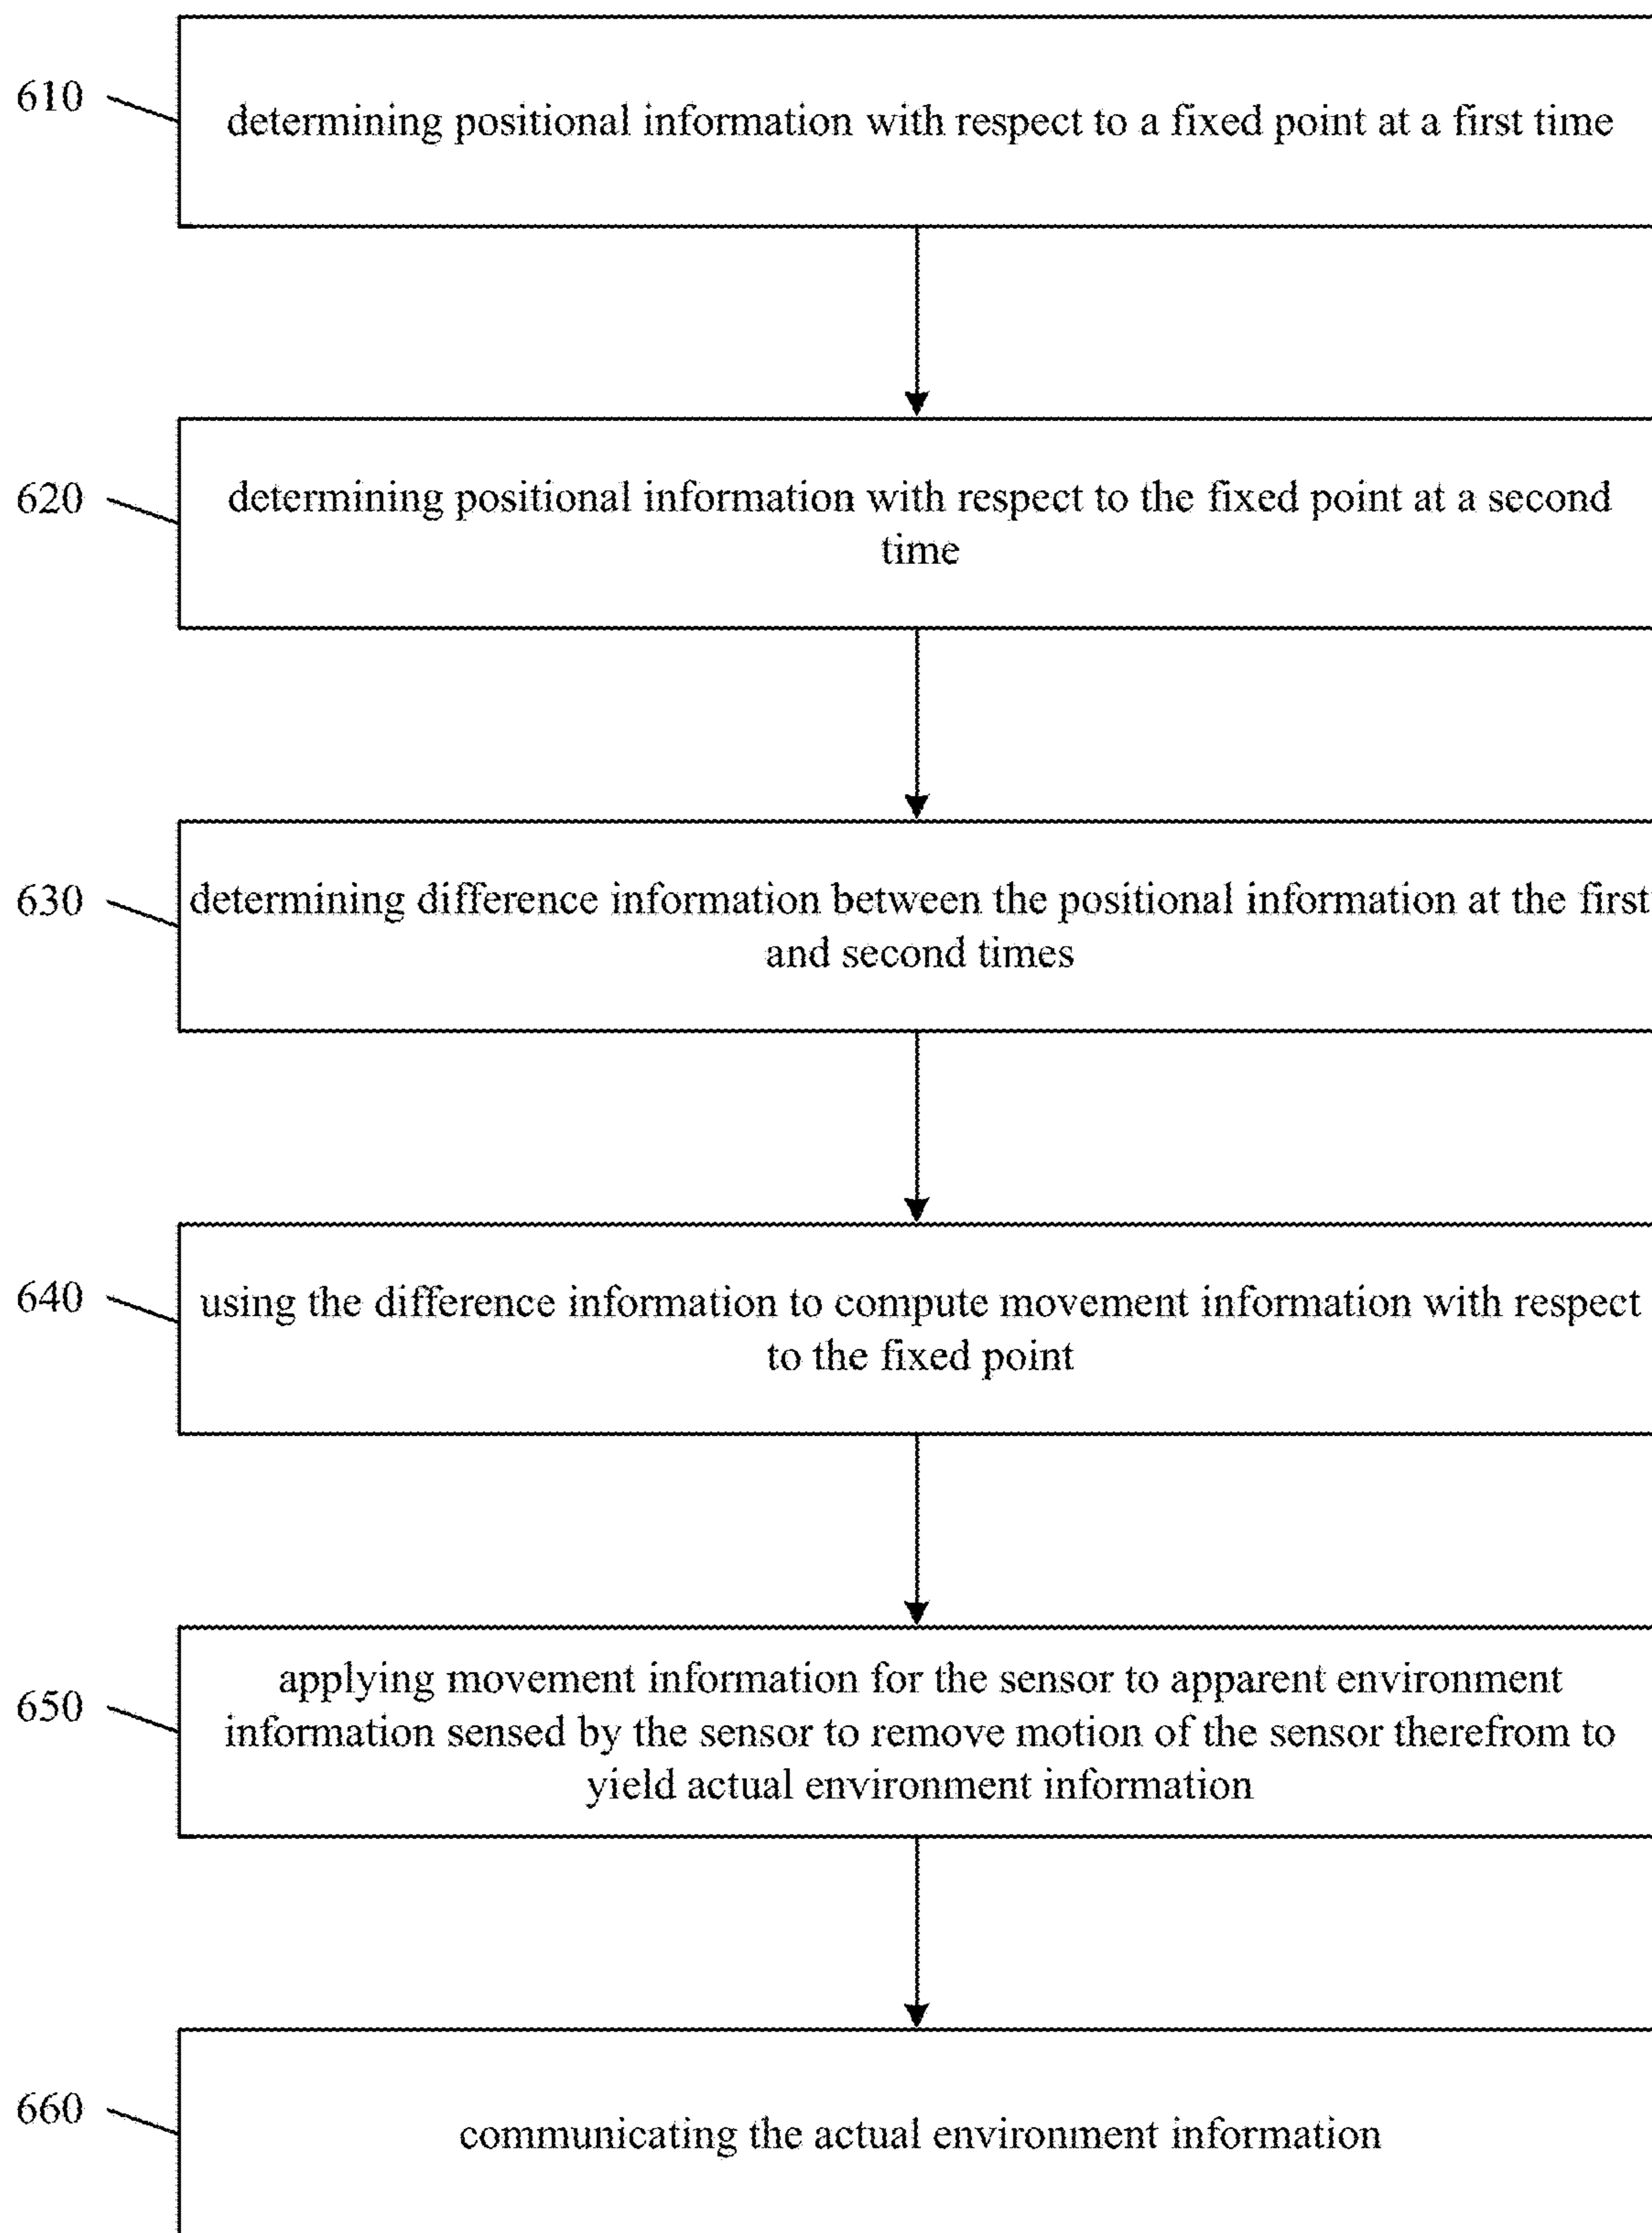 610
determining positional information with respect to a fixed point at a first time
620
determining positional information with respect to the fixed point at a second
time
630
determining difference information between the positional information at the first
and second times
640
using the difference information to compute movement information with respect
to the fixed point
650
applying movement information for the sensor to apparent environment
information sensed by the sensor to remove motion of the sensor therefrom to
yield actual environment information
660
communicating the actual environment information